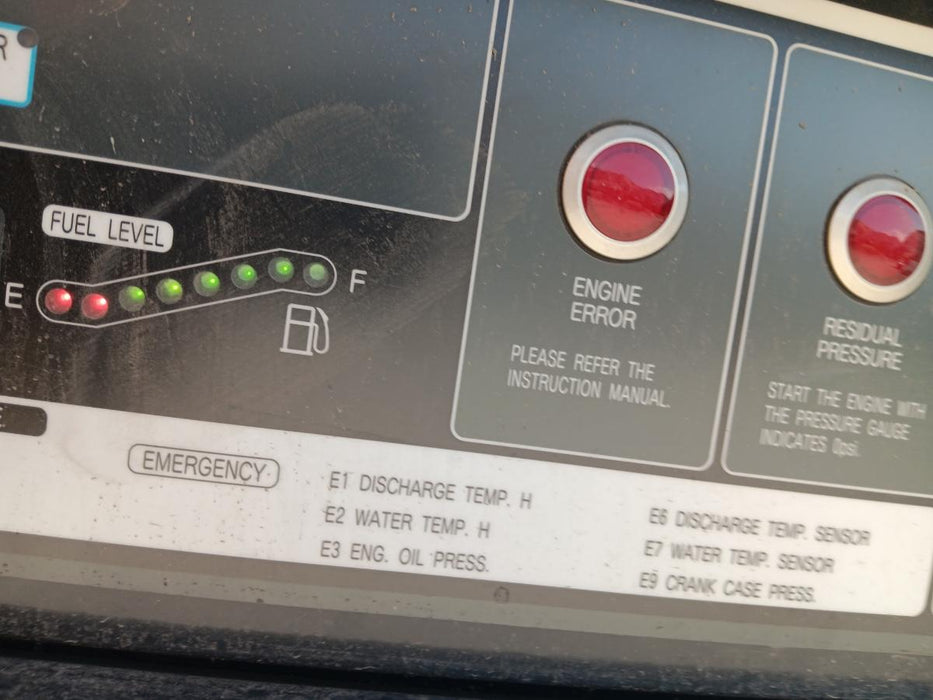 R
FUEL LEVEL
E
F
ENGINE
ERROR
PLEASE REFER THE
INSTRUCTION MANUAL.
RESIDUAL
PRESSURE
START THE ENGINE WITH
THE PRESSURE GAUGE
INDICATES 0psi.
E
EMERGENCY
E1 DISCHARGE TEMP. H
E2 WATER TEMP. H
E3 ENG. OIL PRESS.
E6 DISCHARGE TEMP. SENSOR
E7 WATER TEMP. SENSOR
E9 CRANK CASE PRESS.